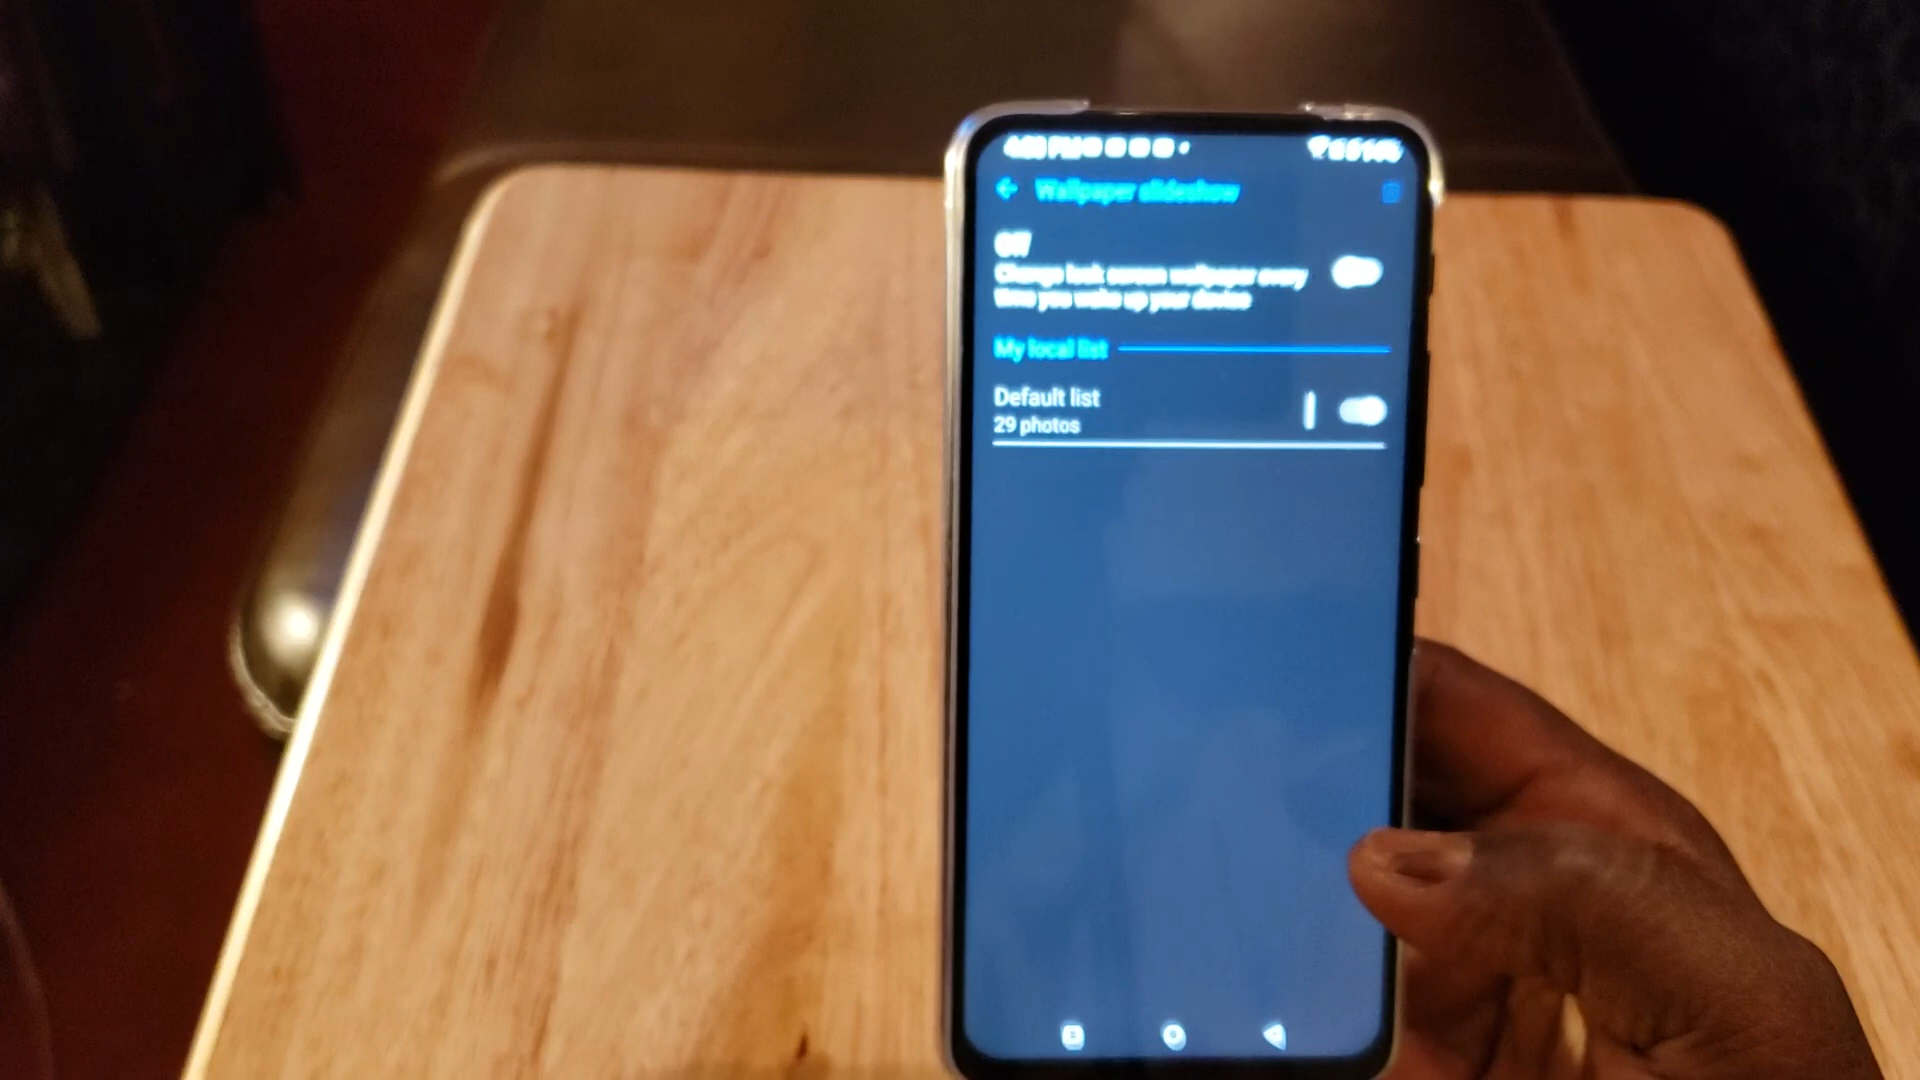 Wallpaper slideshow
Off
Change lock screen wallpaper every
time you wake up your device
My local list
Default list
29 photos